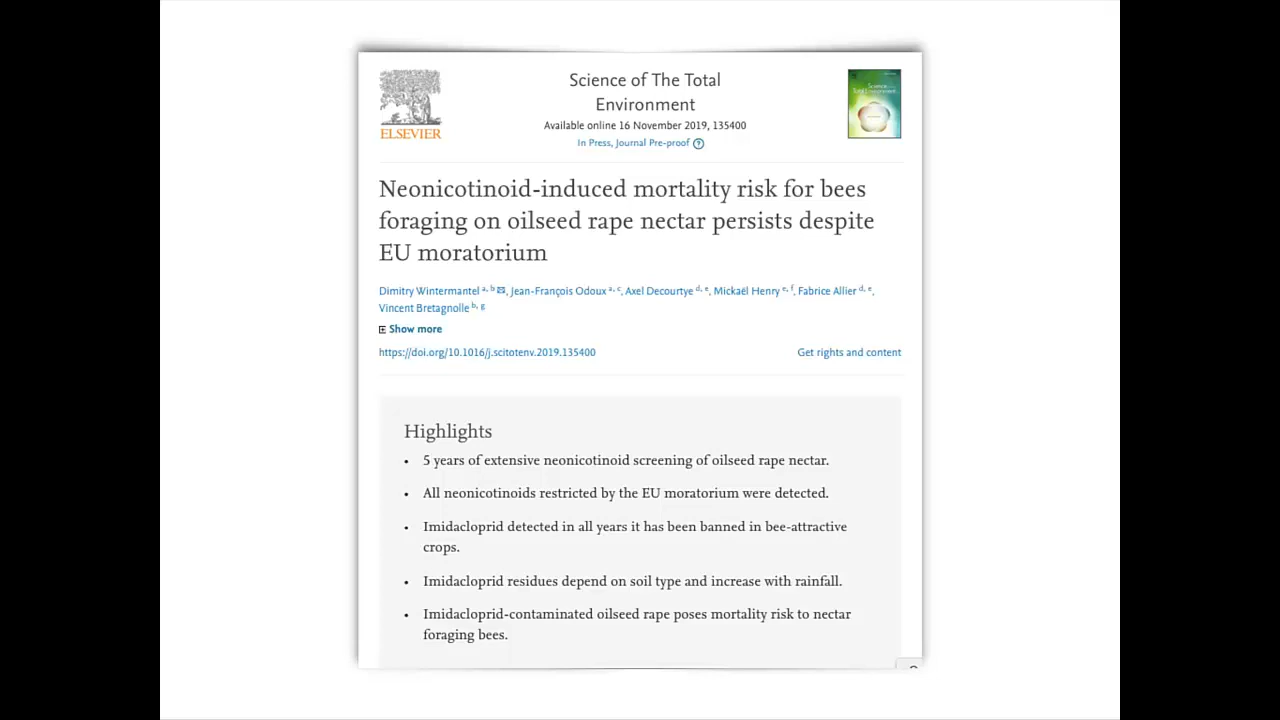 ELSEVIER
Science of The Total
Environment
Available online 16 November 2019, 135400
In Press, Journal Pre-proof ?
Neonicotinoid-induced mortality risk for bees
foraging on oilseed rape nectar persists despite
EU moratorium
Dimitry Wintermantel a, b ✉, Jean-François Odoux a, c, Axel Decourtye d, e, Mickaël Henry e, f, Fabrice Allier d, e,
Vincent Bretagnolle b, g
Show more
https://doi.org/10.1016/j.scitotenv.2019.135400
Get rights and content
Highlights
• 5 years of extensive neonicotinoid screening of oilseed rape nectar.
• All neonicotinoids restricted by the EU moratorium were detected.
• Imidacloprid detected in all years it has been banned in bee-attractive
crops.
• Imidacloprid residues depend on soil type and increase with rainfall.
• Imidacloprid-contaminated oilseed rape poses mortality risk to nectar
foraging bees.